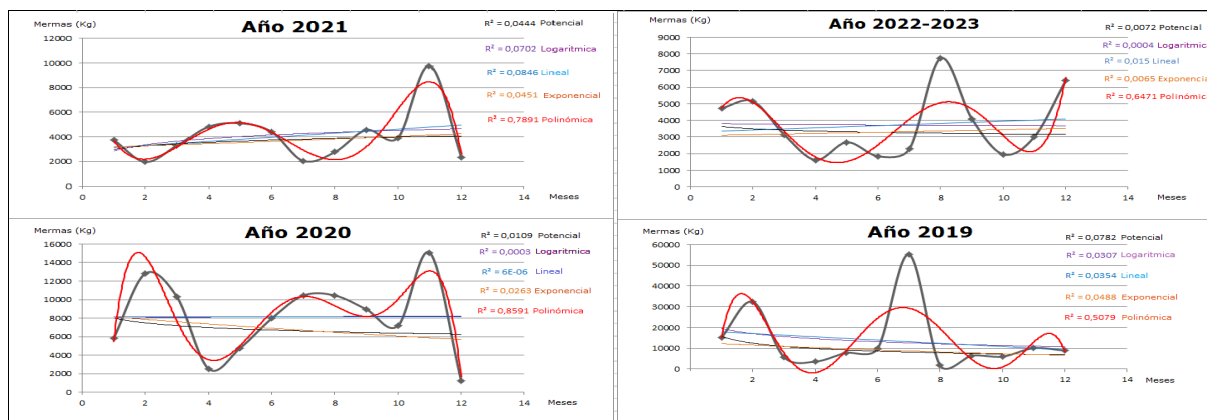 Mermas (Kg)
Año 2021
R² = 0,0444 Potencial
R² = 0,0702 Logaritmica
R² = 0,0846 Lineal
R² = 0,0451 Exponencial
R² = 0,7891 Polinómica
12000
10000
8000
6000
4000
2000
0
0 2 4 6 8 10 12 14
Meses
Mermas (Kg)
Año 2022-2023
R² = 0,0072 Potencial
R² = 0,0004 Logaritmica
R² = 0,015 Lineal
R² = 0,0065 Exponencial
R² = 0,6471 Polinómica
9000
8000
7000
6000
5000
4000
3000
2000
1000
0
0 2 4 6 8 10 12 14
Meses
Mermas (Kg)
Año 2020
R² = 0,0109 Potencial
R² = 0,0003 Logaritmica
R² = 6E-06 Lineal
R² = 0,0263 Exponencial
R² = 0,8591 Polinómica
16000
14000
12000
10000
8000
6000
4000
2000
0
0 2 4 6 8 10 12 14
Meses
Mermas (Kg)
Año 2019
R² = 0,0782 Potencial
R² = 0,0307 Logaritmica
R² = 0,0354 Lineal
R² = 0,0488 Exponencial
R² = 0,5079 Polinómica
60000
50000
40000
30000
20000
10000
0
0 2 4 6 8 10 12 14
Meses